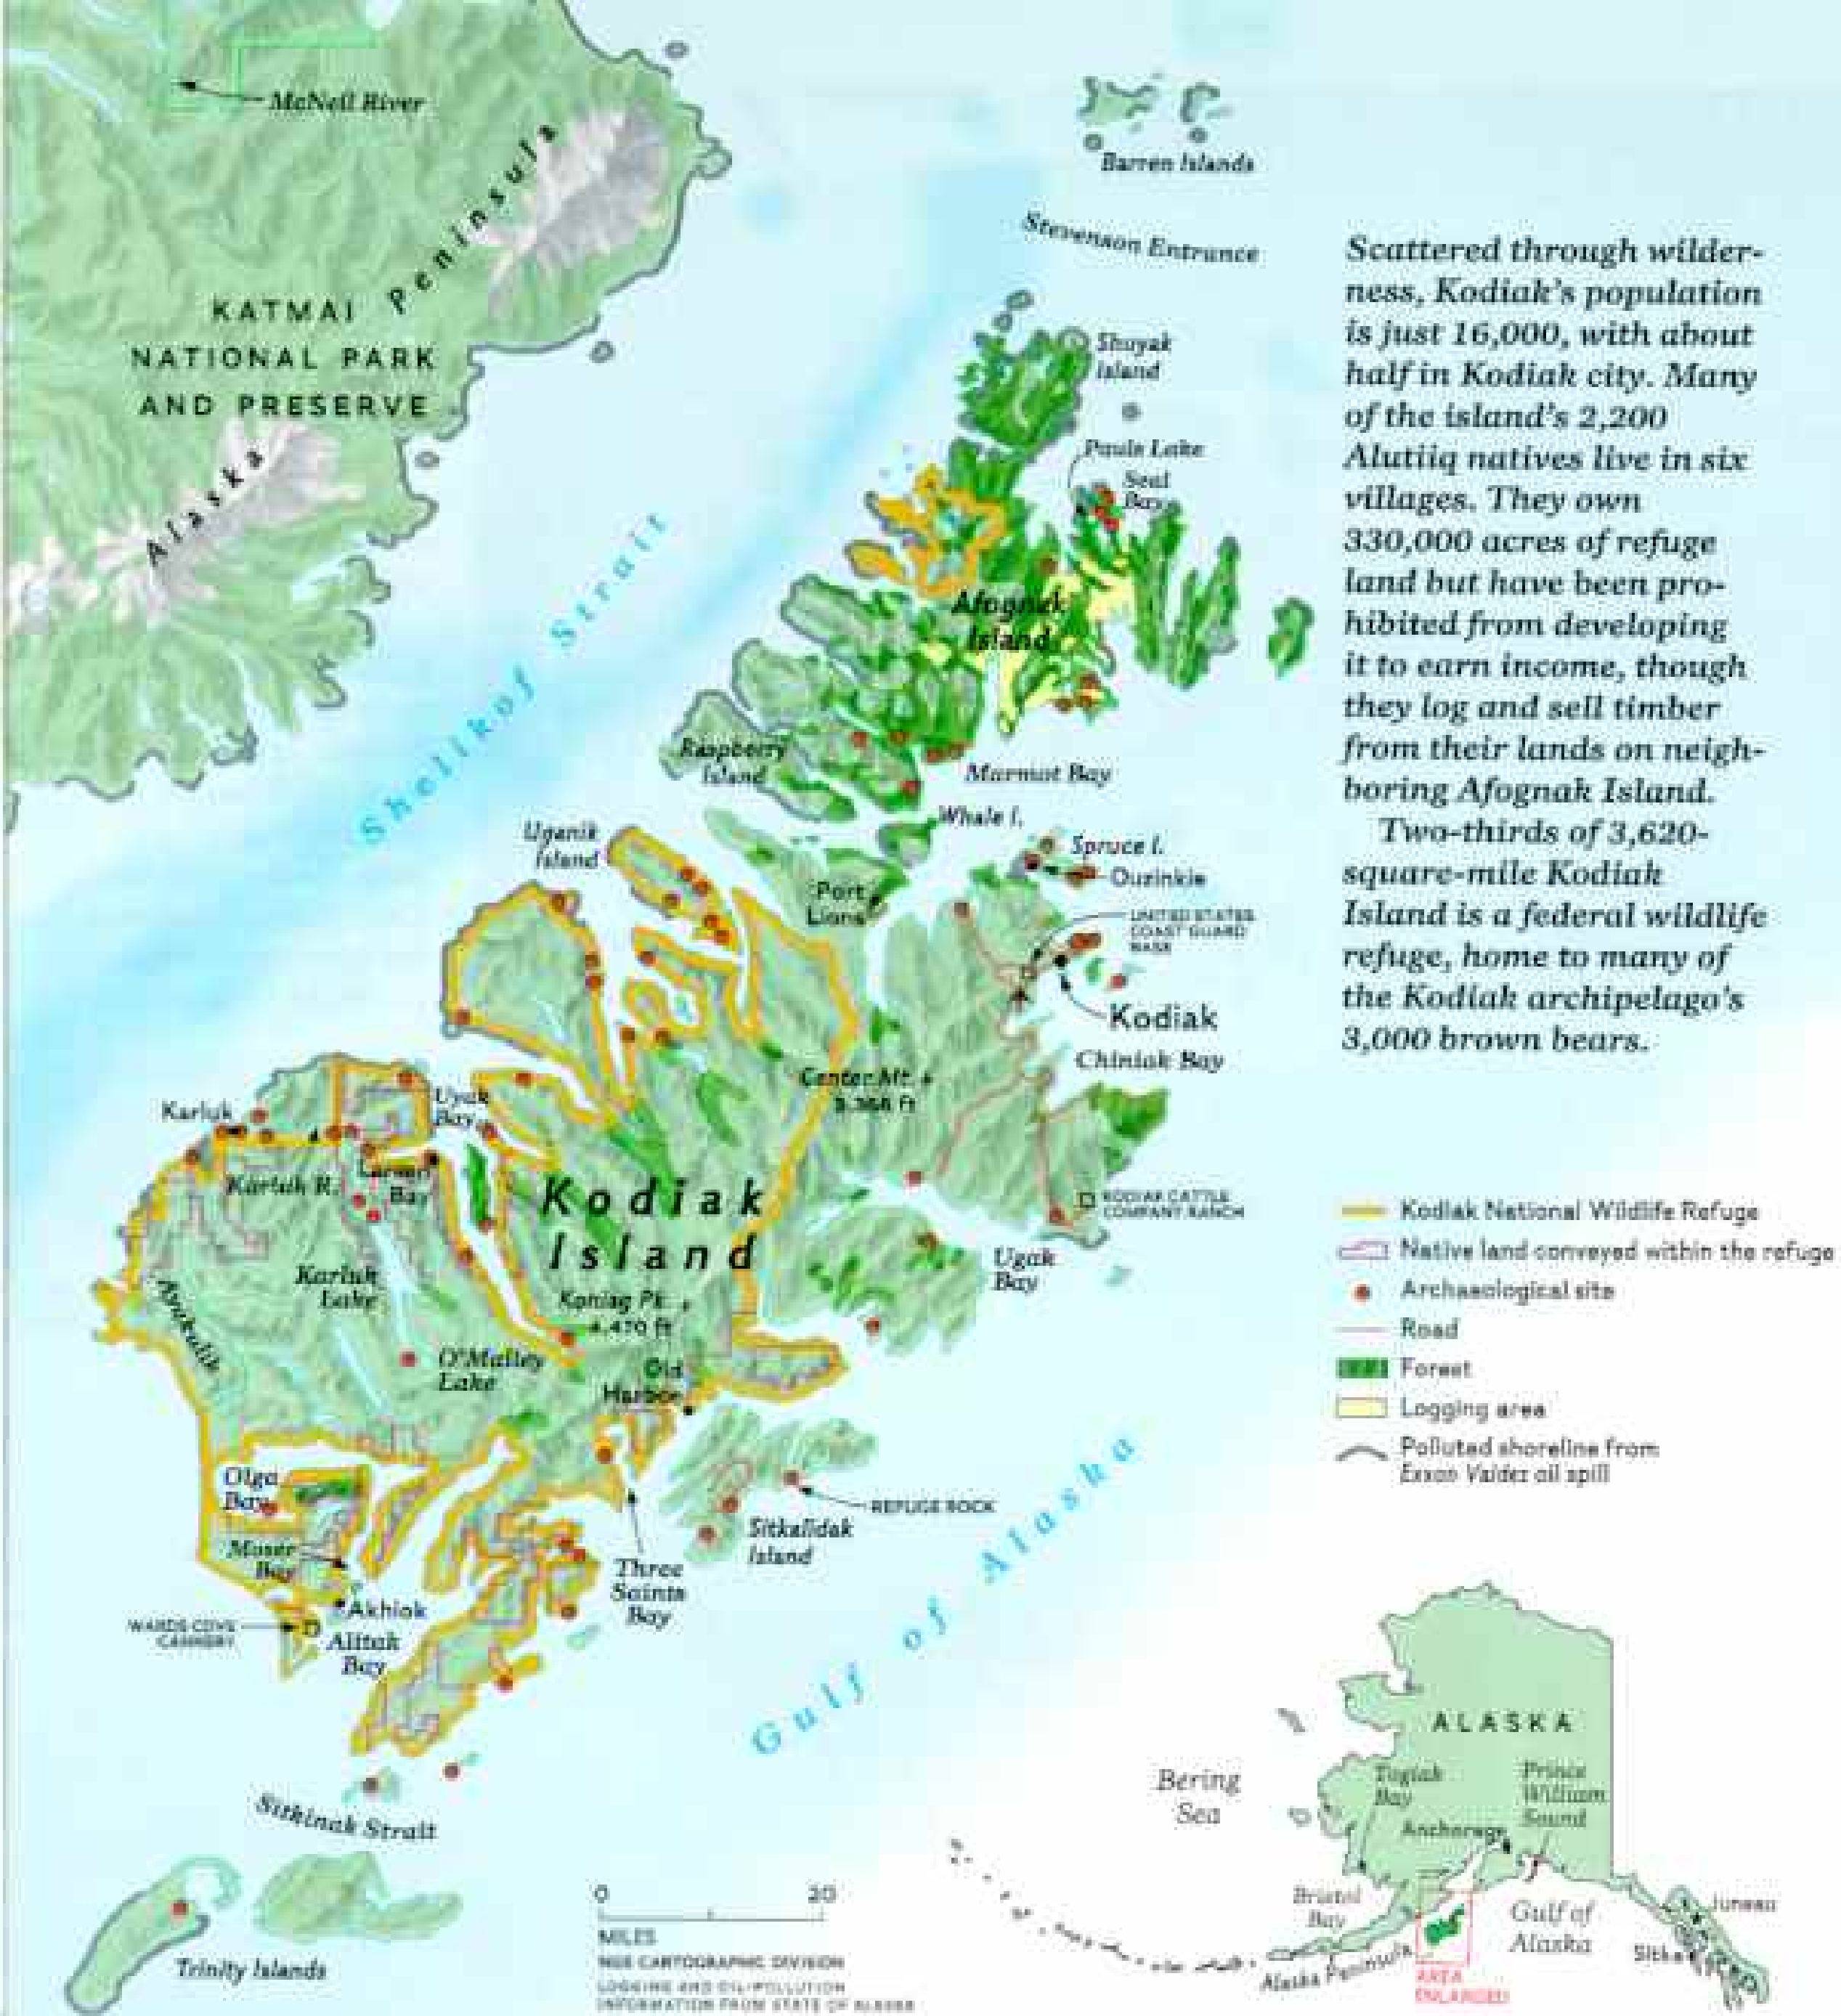 McNeil River
Barren Islands
Stevenson Entrance
Alaska Peninsula
KATMAI
NATIONAL PARK
AND PRESERVE
Shuyak
Island
Pauls Lake
Seal
Bay
Shelikof Strait
Afognak
Island
Raspberry
Island
Marmot Bay
Whale I.
Uganik
Island
Spruce I.
Ouzinkie
Port
Lions
UNITED STATES
COAST GUARD
BASE
Kodiak
Chiniak Bay
Center Mt.
Karluk
Uyak
Bay
Larsen
Bay
Karluk R.
Kodiak
Island
KODIAK CATTLE
COMPANY RANCH
Ugak
Bay
Karluk
Lake
Ayakulik
Koniag Pk.
4,470 ft
O'Malley
Lake
Old
Harbor
Olga
Bay
REFUGE ROCK
Sitkalidak
Island
Moser
Bay
Three
Saints
Bay
Akhiok
WARDS COVE
CANNERY
Alitak
Bay
Gulf of Alaska
Sitkinak Strait
Trinity Islands
0 20
MILES
NGS CARTOGRAPHIC DIVISION
LOGGING AND OIL-POLLUTION
INFORMATION FROM STATE OF ALASKA
Scattered through wilder-
ness, Kodiak's population
is just 16,000, with about
half in Kodiak city. Many
of the island's 2,200
Alutiiq natives live in six
villages. They own
330,000 acres of refuge
land but have been pro-
hibited from developing
it to earn income, though
they log and sell timber
from their lands on neigh-
boring Afognak Island.
Two-thirds of 3,620-
square-mile Kodiak
Island is a federal wildlife
refuge, home to many of
the Kodiak archipelago's
3,000 brown bears.
Kodiak National Wildlife Refuge
Native land conveyed within the refuge
Archaeological site
Road
Forest
Logging area
Polluted shoreline from
Exxon Valdez oil spill
ALASKA
Bering
Sea
Togiak
Bay
Prince
William
Sound
Anchorage
Bristol
Bay
Gulf of
Alaska
Juneau
Sitka
Alaska Peninsula
AREA
ENLARGED